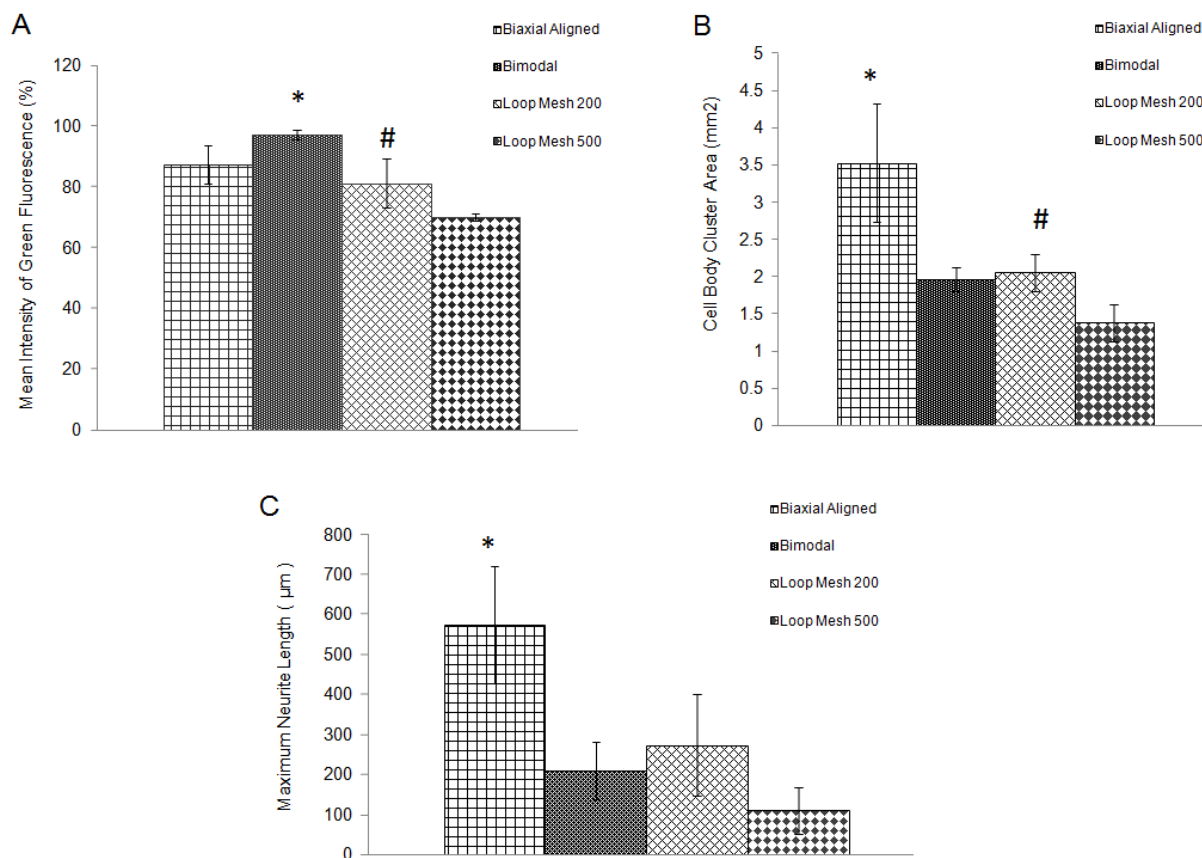 A
Mean Intensity of Green Fluorescence (%)
120
100
80
60
40
20
0
*
#
Biaxial Aligned
Bimodal
Loop Mesh 200
Loop Mesh 500
B
Cell Body Cluster Area (mm2)
5
4.5
4
3.5
3
2.5
2
1.5
1
0.5
0
*
#
Biaxial Aligned
Bimodal
Loop Mesh 200
Loop Mesh 500
C
Maximum Neurite Length ( µm)
800
700
600
500
400
300
200
100
0
*
Biaxial Aligned
Bimodal
Loop Mesh 200
Loop Mesh 500